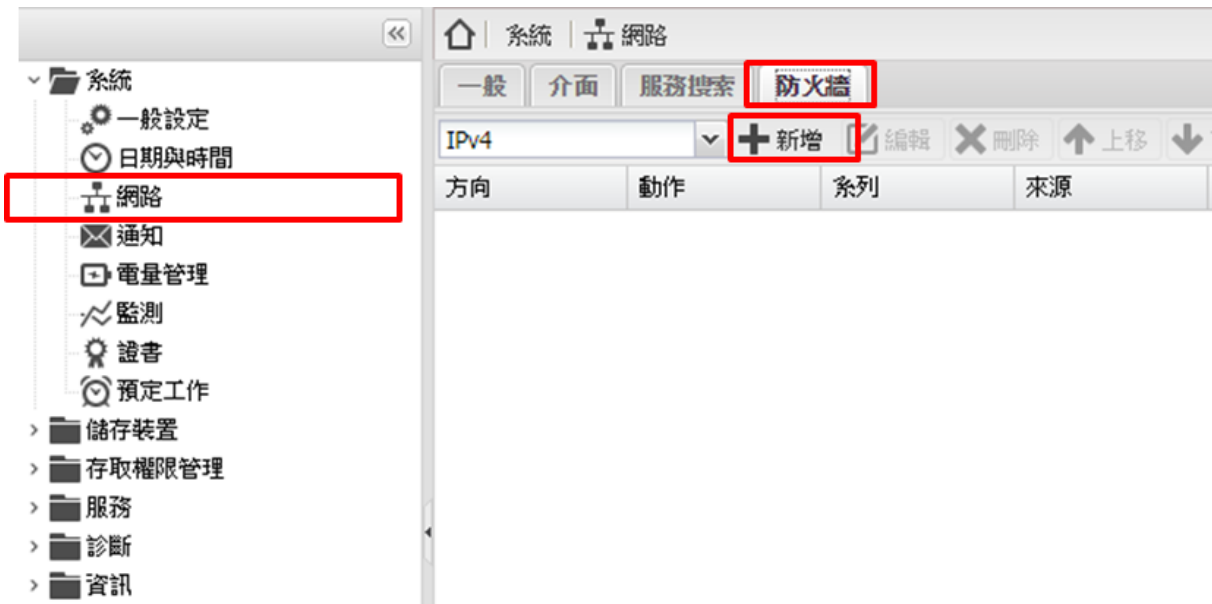 «
系統
一般設定
日期與時間
網路
通知
電量管理
監測
證書
預定工作
儲存裝置
存取權限管理
服務
診斷
資訊
系統 網路
一般 介面 服務搜索 防火牆
IPv4 新增 編輯 刪除 上移
方向 動作 系列 來源